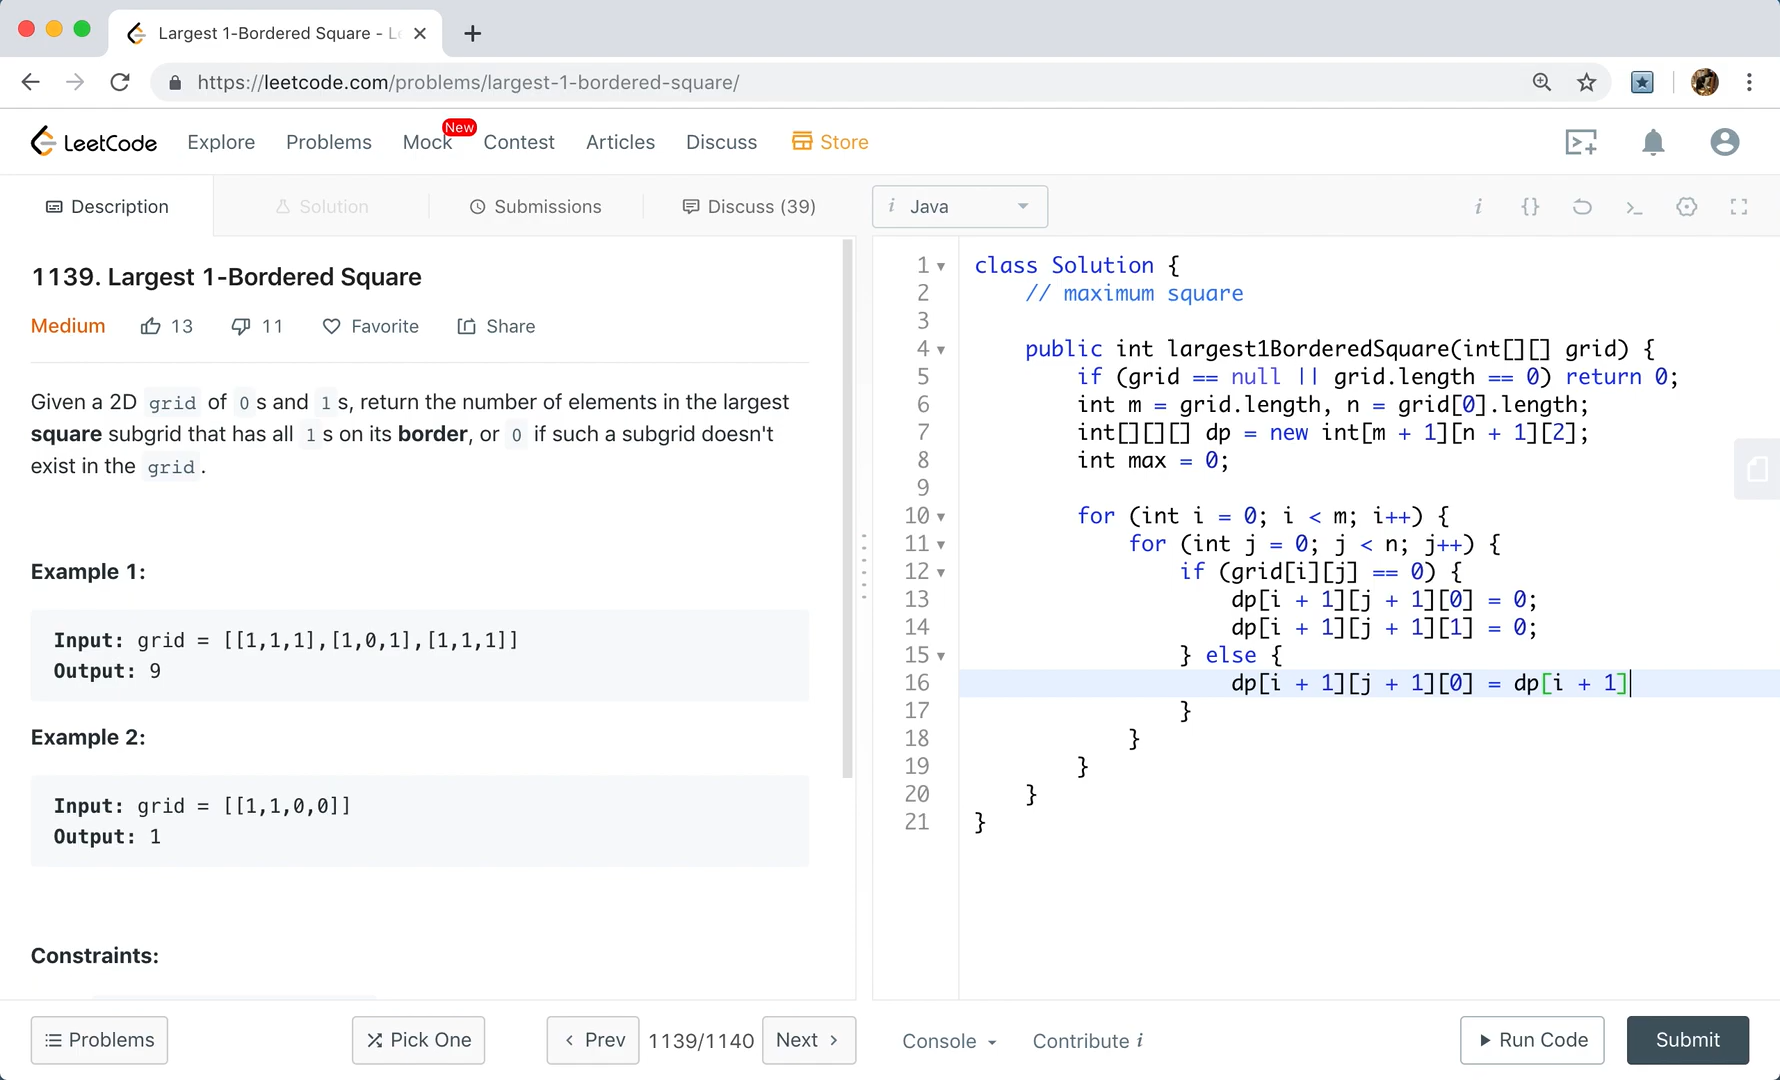 Largest 1-Bordered Square - Le
https://leetcode.com/problems/largest-1-bordered-square/
LeetCode
Explore
Problems
Mock
New
Contest
Articles
Discuss
Store
Description
Solution
Submissions
Discuss (39)
i Java
1139. Largest 1-Bordered Square
Medium 13 11 Favorite Share
Given a 2D grid of 0 s and 1 s, return the number of elements in the largest
square subgrid that has all 1 s on its border, or 0 if such a subgrid doesn't
exist in the grid.
Example 1:
Input: grid = [[1,1,1],[1,0,1],[1,1,1]]
Output: 9
Example 2:
Input: grid = [[1,1,0,0]]
Output: 1
Constraints:
1 class Solution {
2 // maximum square
3
4 public int largest1BorderedSquare(int[][] grid) {
5 if (grid == null || grid.length == 0) return 0;
6 int m = grid.length, n = grid[0].length;
7 int[][][] dp = new int[m + 1][n + 1][2];
8 int max = 0;
9
10 for (int i = 0; i < m; i++) {
11 for (int j = 0; j < n; j++) {
12 if (grid[i][j] == 0) {
13 dp[i + 1][j + 1][0] = 0;
14 dp[i + 1][j + 1][1] = 0;
15 } else {
16 dp[i + 1][j + 1][0] = dp[i + 1]
17 }
18 }
19 }
20 }
21 }
Problems
Pick One
Prev
1139/1140
Next
Console
Contribute i
Run Code
Submit